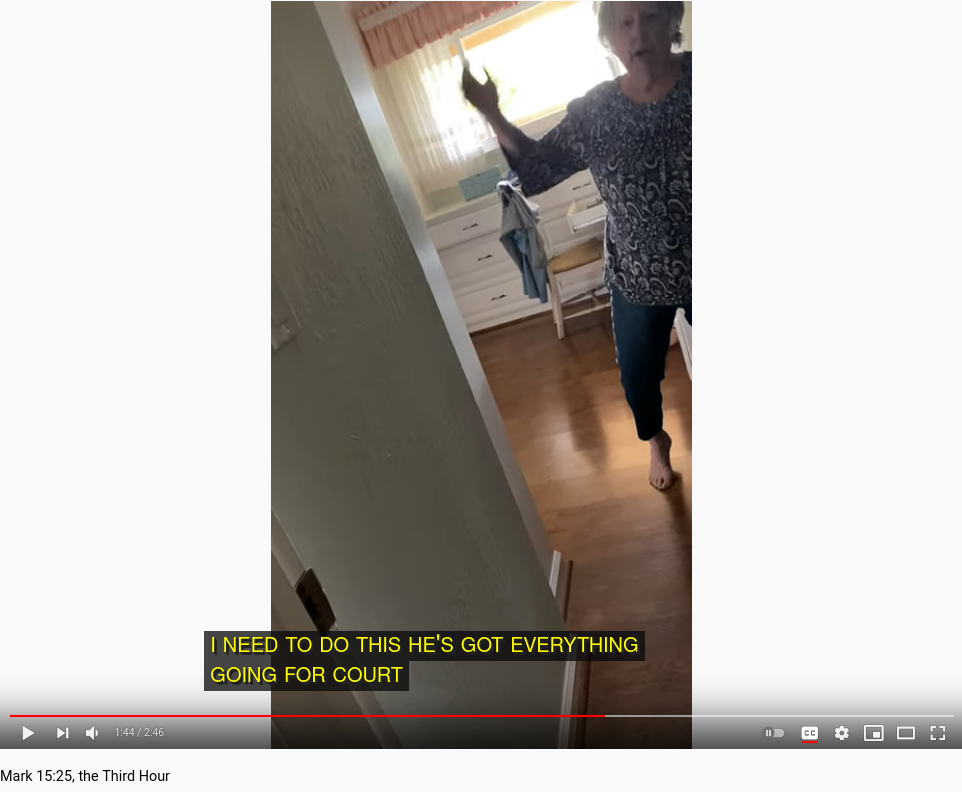 I NEED TO DO THIS HE'S GOT EVERYTHING
GOING FOR COURT
1:44 / 2:46
CC
Mark 15:25, the Third Hour